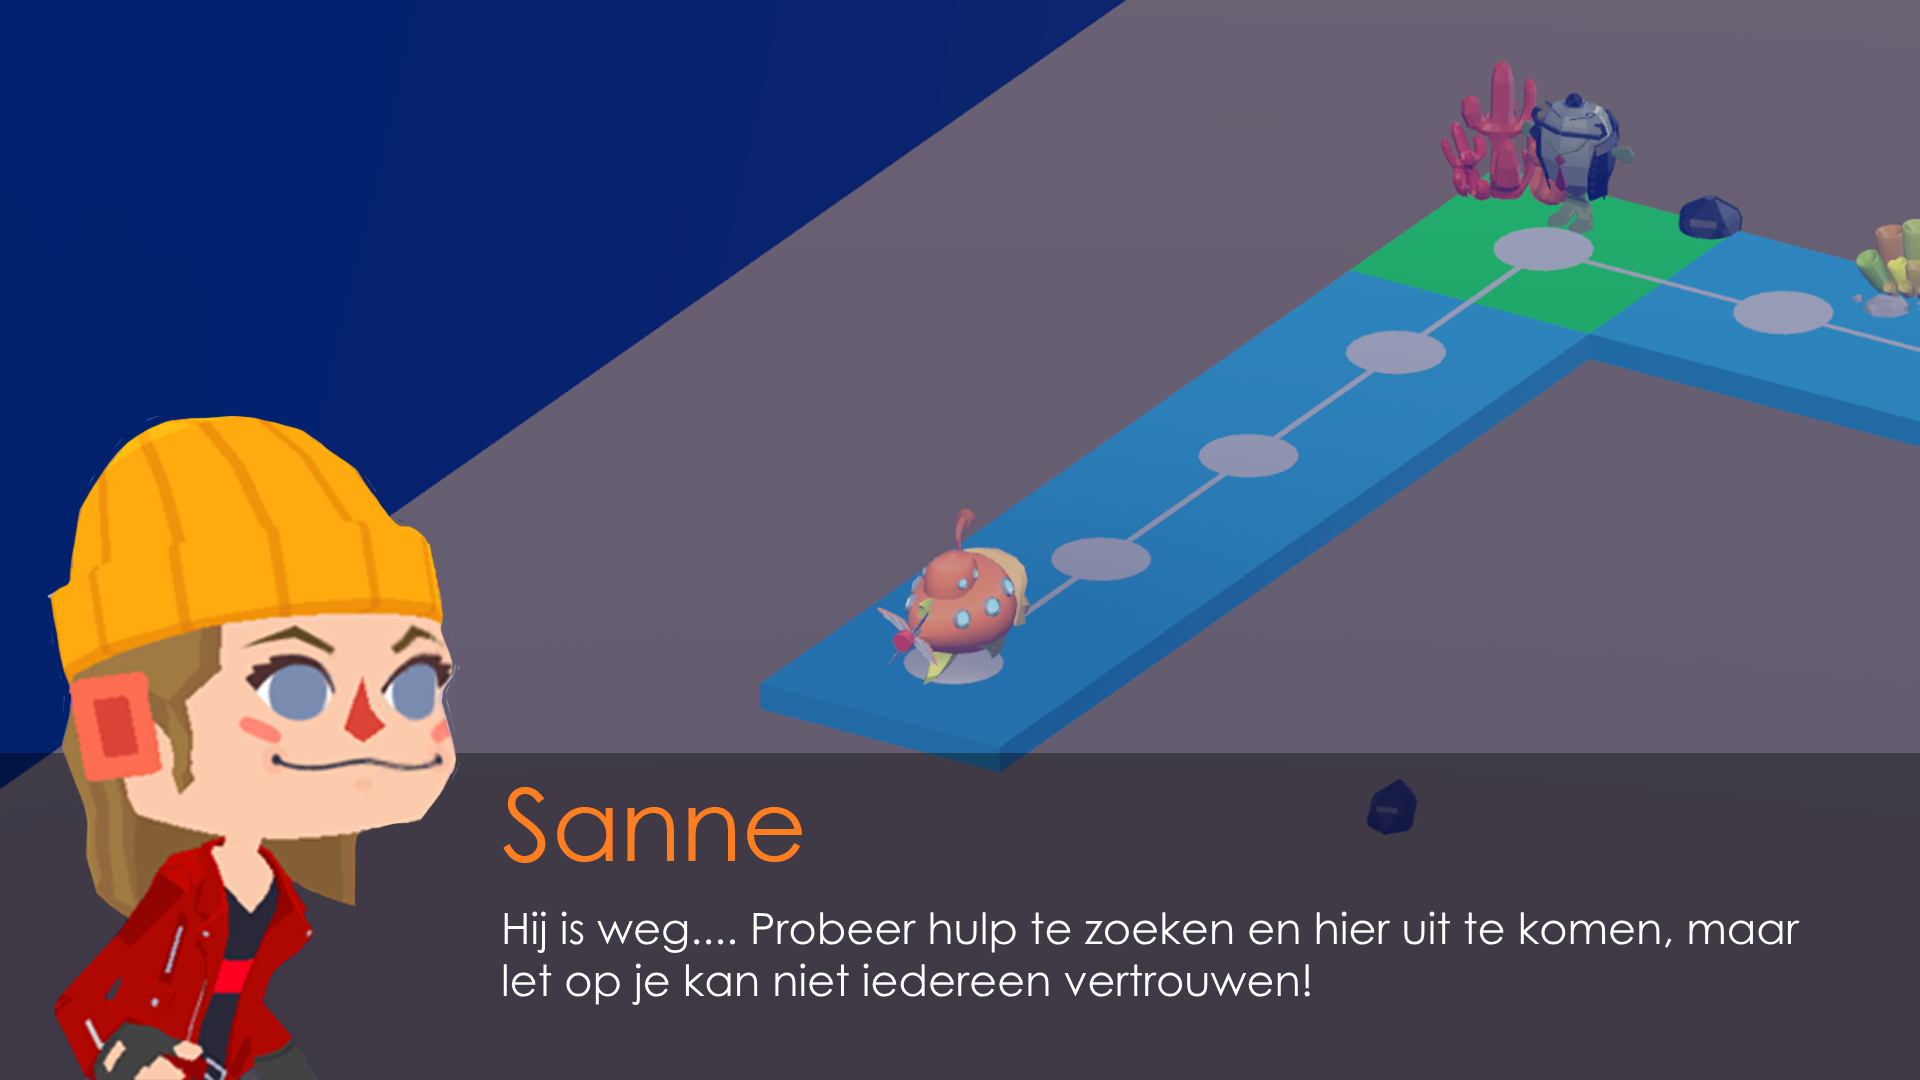 Sanne
Hij is weg.... Probeer hulp te zoeken en hier uit te komen, maar
let op je kan niet iedereen vertrouwen!